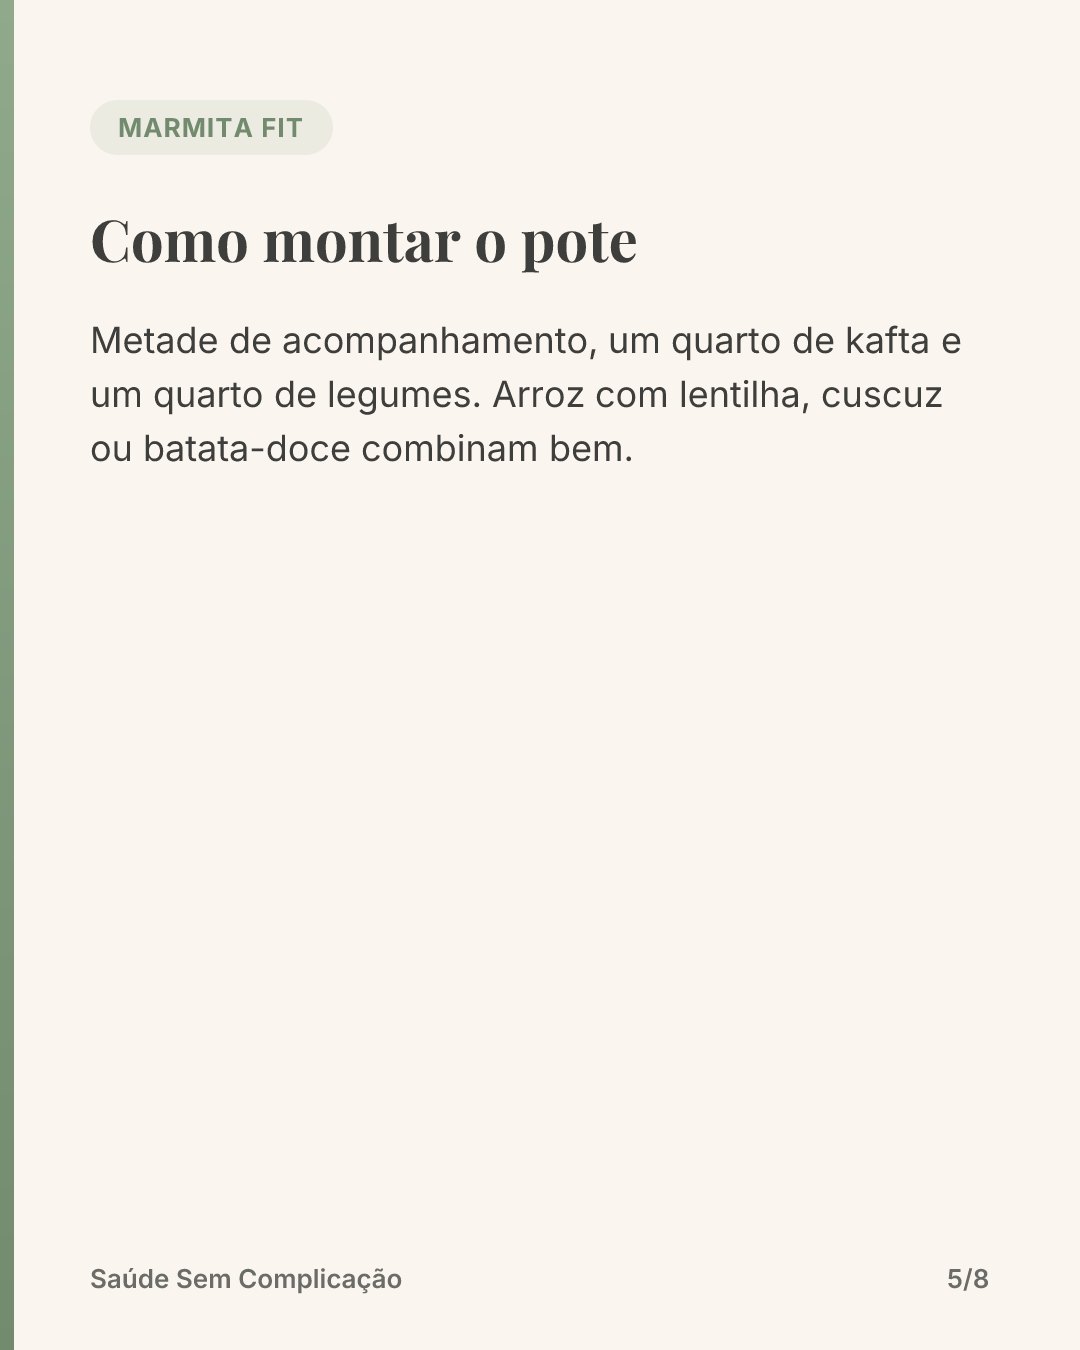 MARMITA FIT
Como montar o pote
Metade de acompanhamento, um quarto de kafta e
um quarto de legumes. Arroz com lentilha, cuscuz
ou batata-doce combinam bem.
Saúde Sem Complicação
5/8